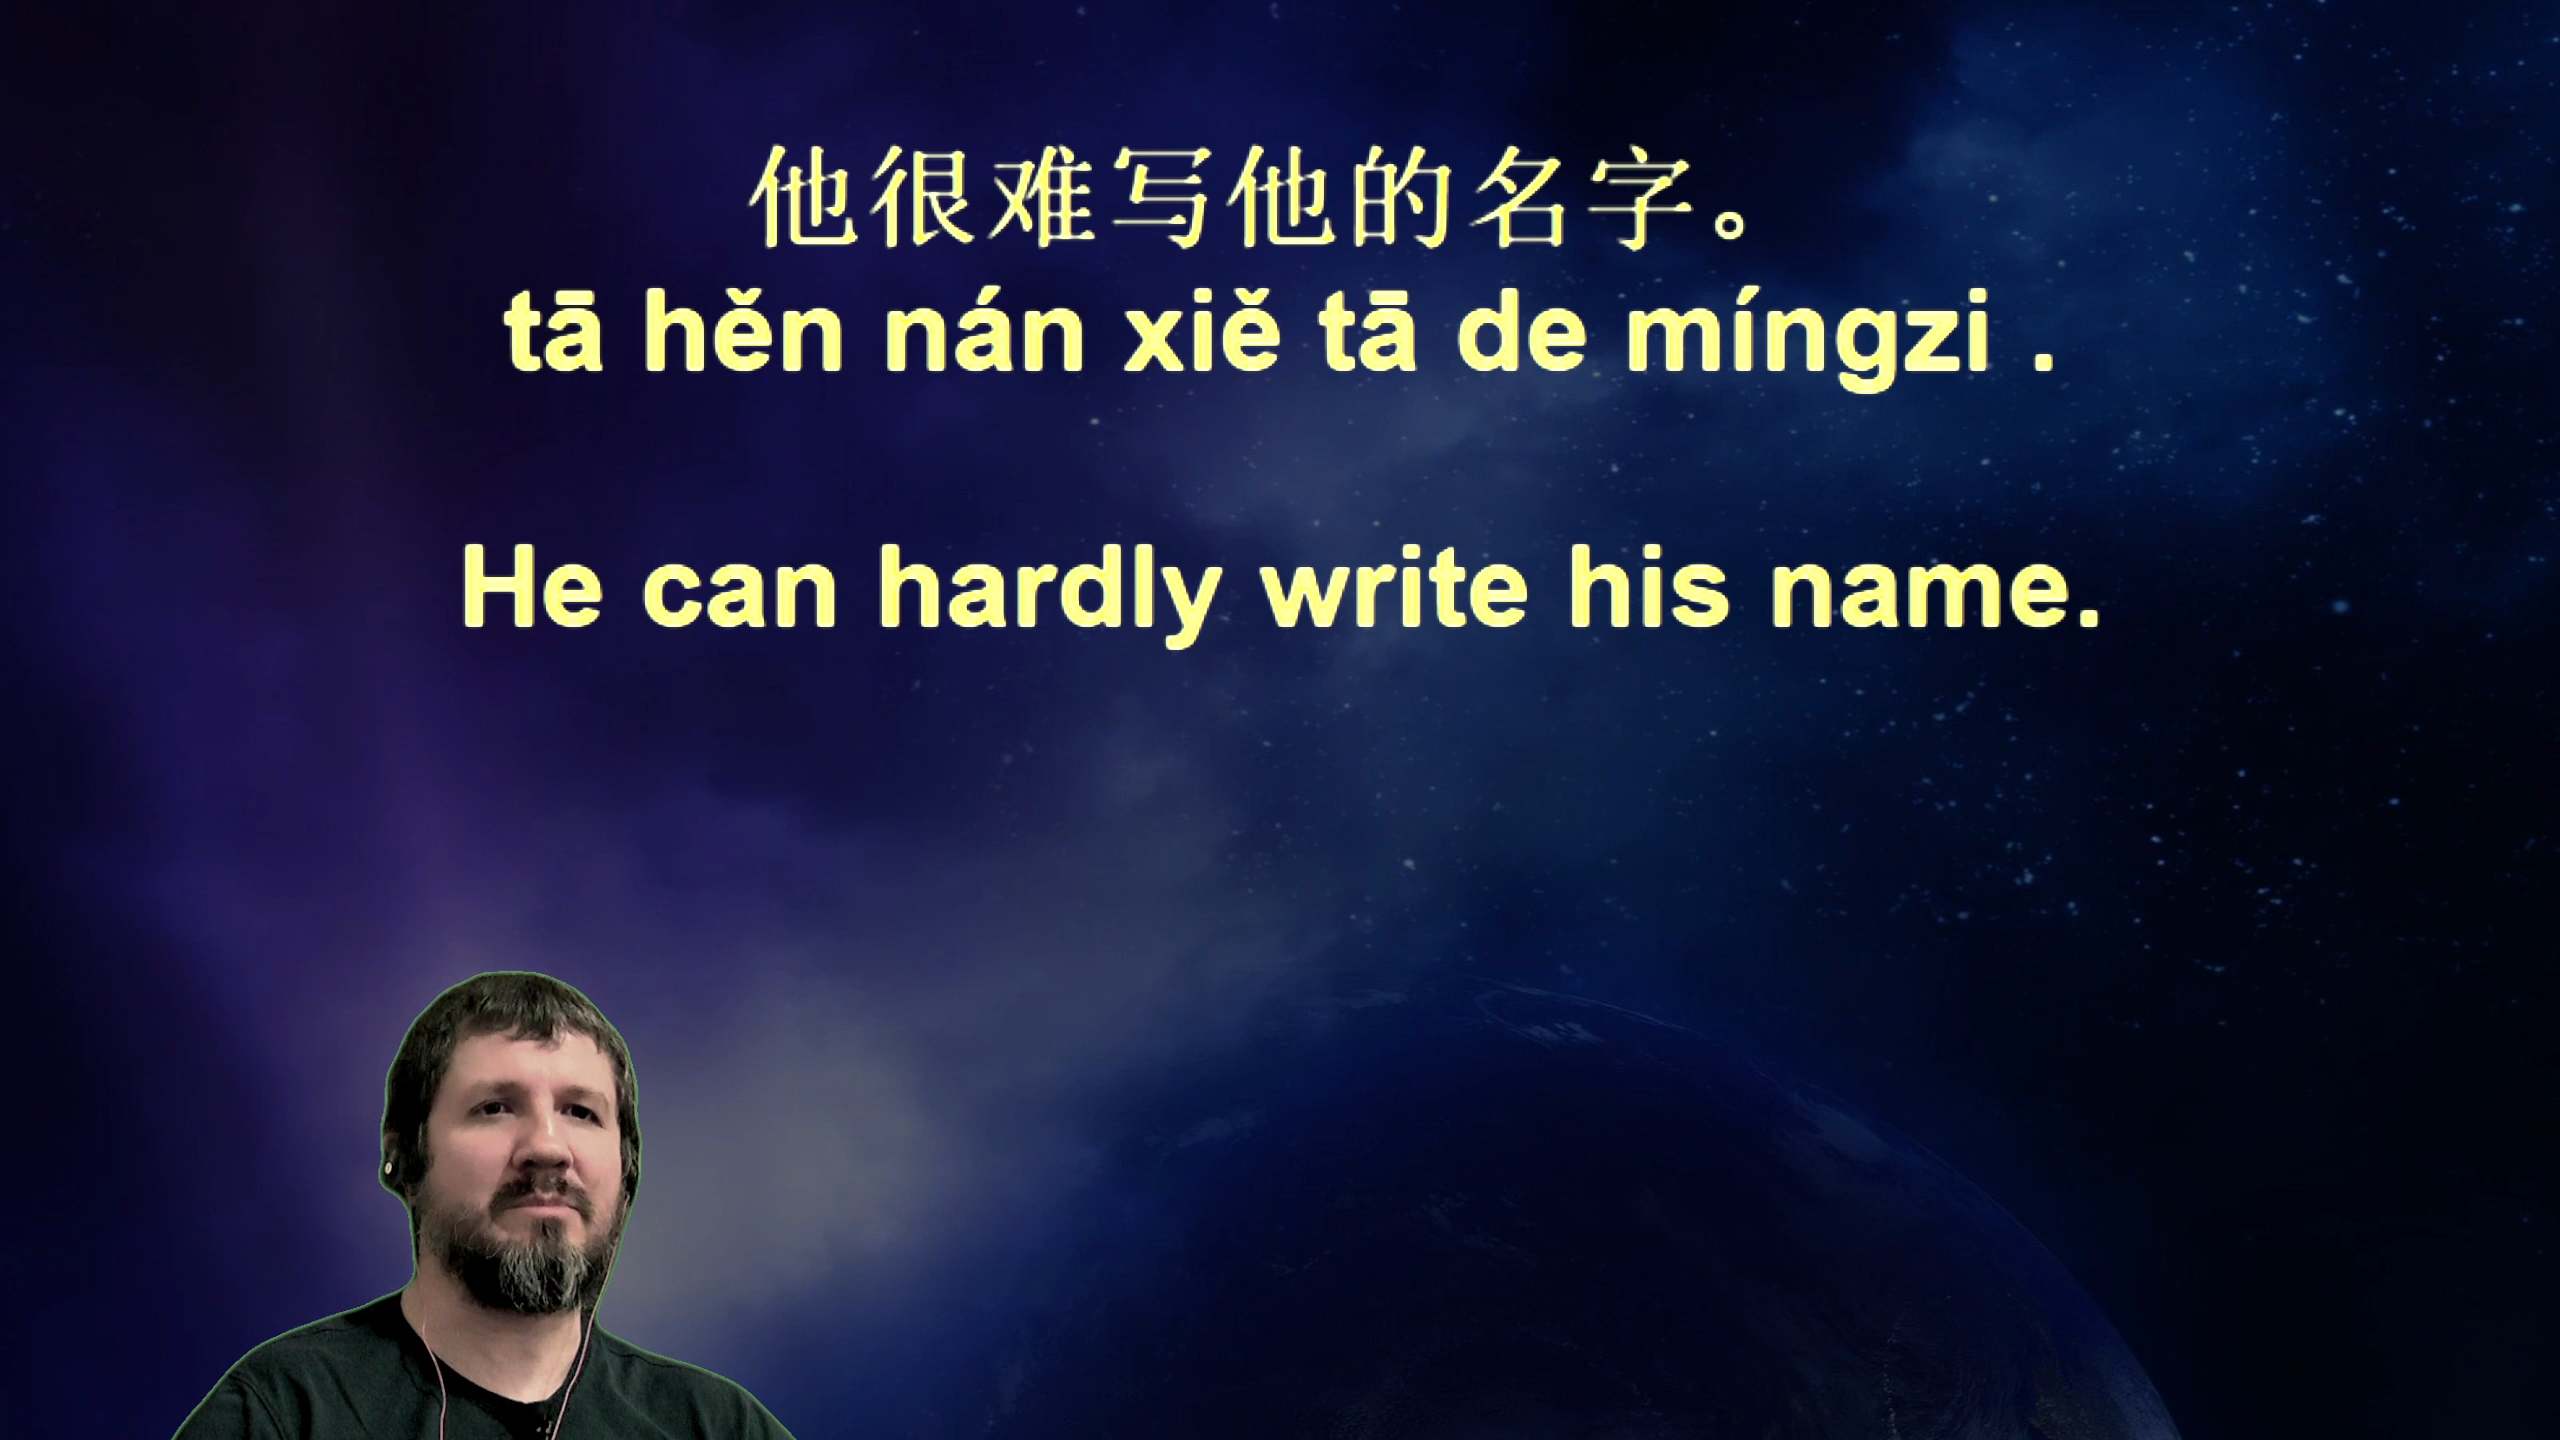 他很难写他的名字。
tā hěn nán xiě tā de míngzi .
He can hardly write his name.